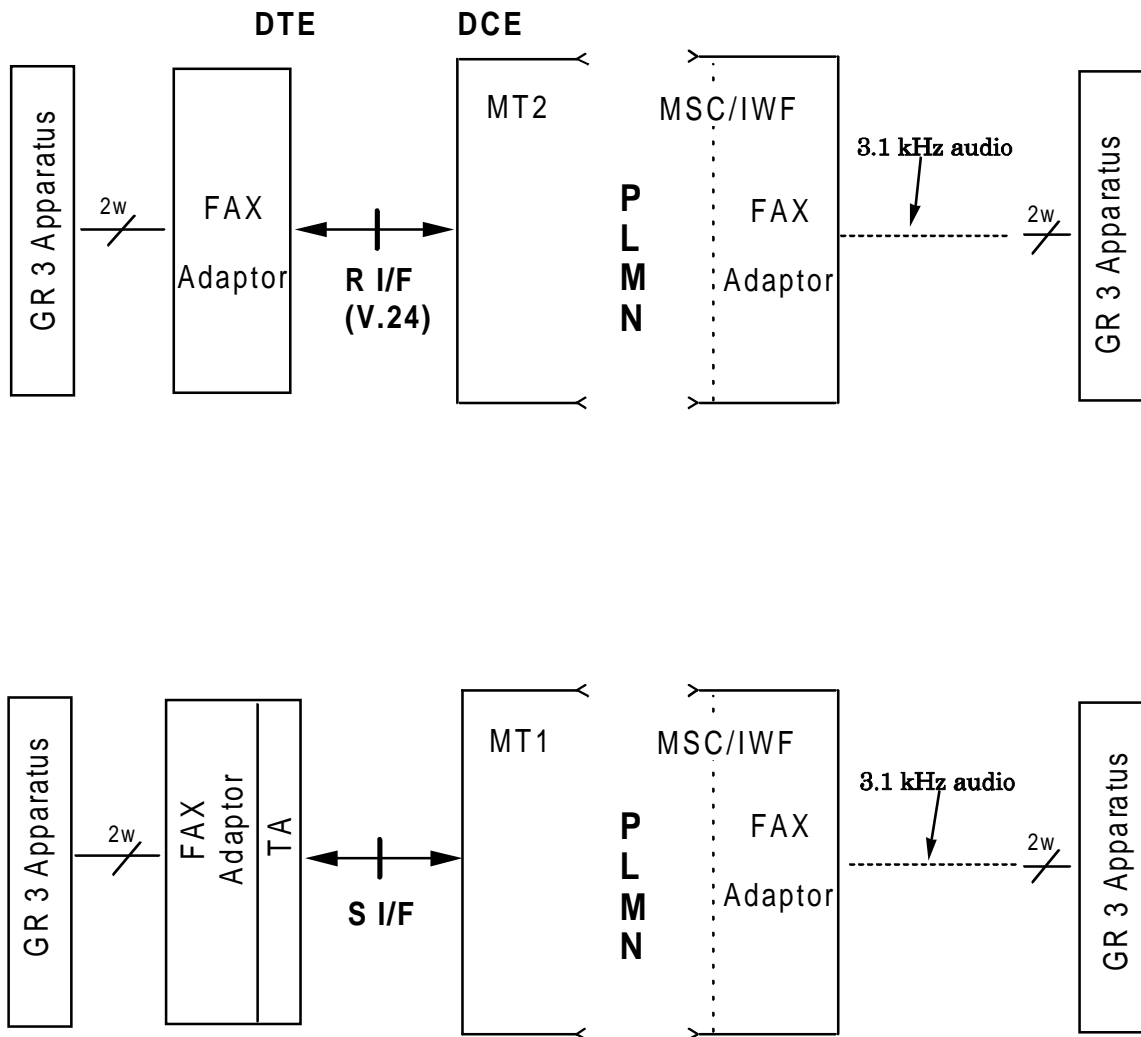 DTE DCE
GR 3 Apparatus
2w
FAX
Adaptor
R I/F
(V.24)
MT2
P
L
M
N
MSC/IWF
FAX
Adaptor
3.1 kHz audio
2w
GR 3 Apparatus
GR 3 Apparatus
2w
FAX
Adaptor
TA
S I/F
MT1
P
L
M
N
MSC/IWF
FAX
Adaptor
3.1 kHz audio
2w
GR 3 Apparatus